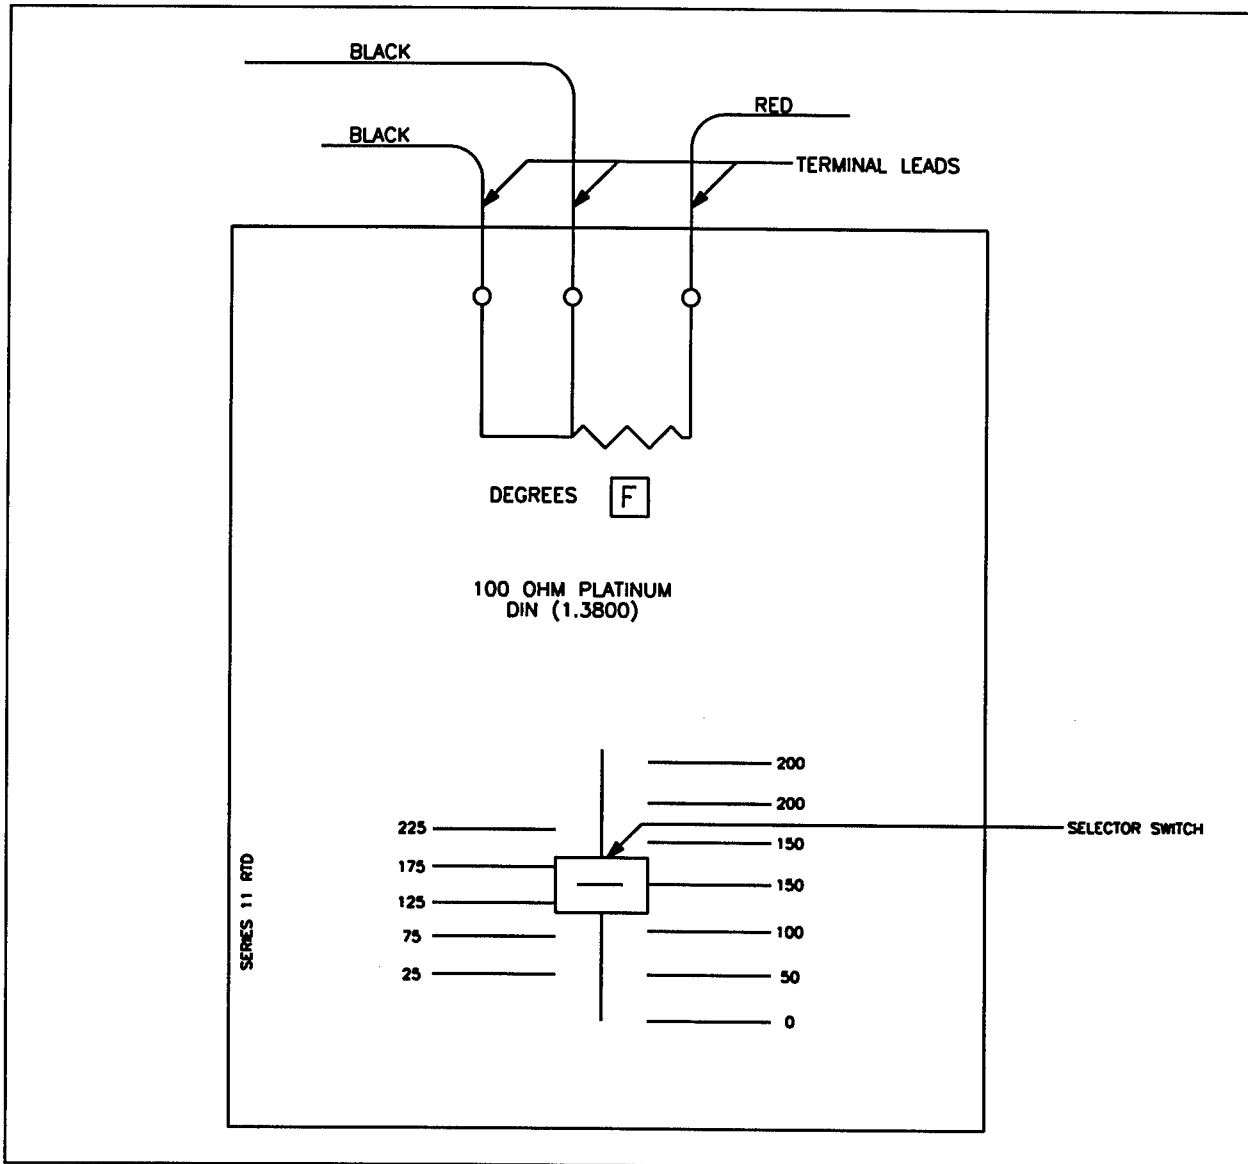 BLACK
RED
BLACK
TERMINAL LEADS
DEGREES F
100 OHM PLATINUM
DIN (1.3800)
200
200
225
SELECTOR SWITCH
150
175
150
125
100
75
50
25
0
SERIES 11 RTD